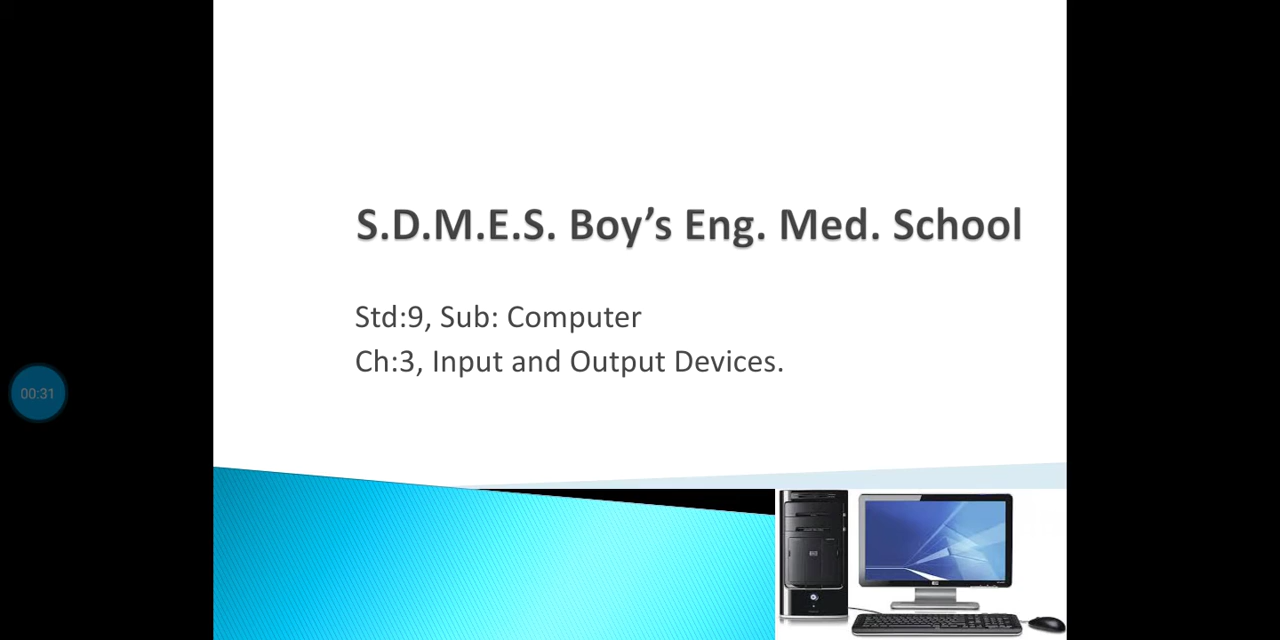 S.D.M.E.S. Boy's Eng. Med. School
Std:9, Sub: Computer
Ch:3, Input and Output Devices.
00:31